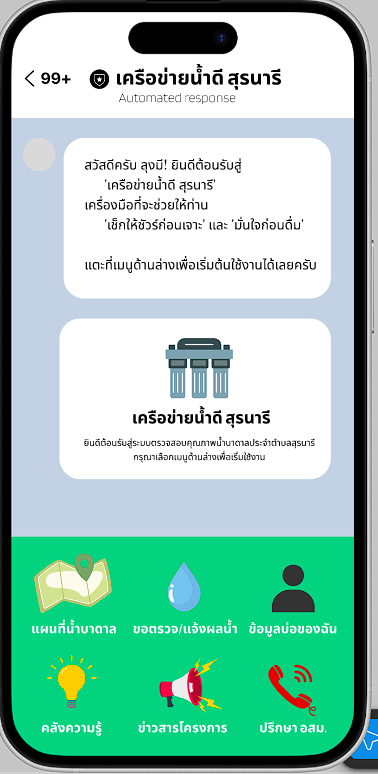 99+ เครือข่ายน้ำดี สุรนารี
Automated response
สวัสดีครับ ลุงมี! ยินดีต้อนรับสู่
'เครือข่ายน้ำดี สุรนารี'
เครื่องมือที่จะช่วยให้ท่าน
'เช็กให้ชัวร์ก่อนเจาะ' และ 'มั่นใจก่อนดื่ม'
แตะที่เมนูด้านล่างเพื่อเริ่มต้นใช้งานได้เลยครับ
เครือข่ายน้ำดี สุรนารี
ยินดีต้อนรับสู่ระบบตรวจสอบคุณภาพน้ำบาดาลประจำตำบลสุรนารี
กรุณาเลือกเมนูด้านล่างเพื่อเริ่มใช้งาน
แผนที่น้ำบาดาล ขอตรวจ/แจ้งผลน้ำ ข้อมูลบ่อของฉัน
คลังความรู้ ข่าวสารโครงการ ปรึกษา อสม.